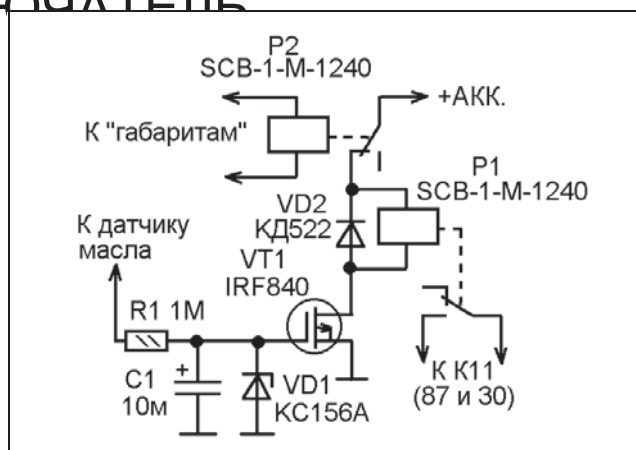 ЮЧАТЕЛЬ
P2
SCB-1-M-1240
+АКК.
К "габаритам"
P1
SCB-1-M-1240
VD2
КД522
К датчику
масла
VT1
IRF840
R1 1M
+
C1
10м
VD1
КС156А
К К11
(87 и 30)